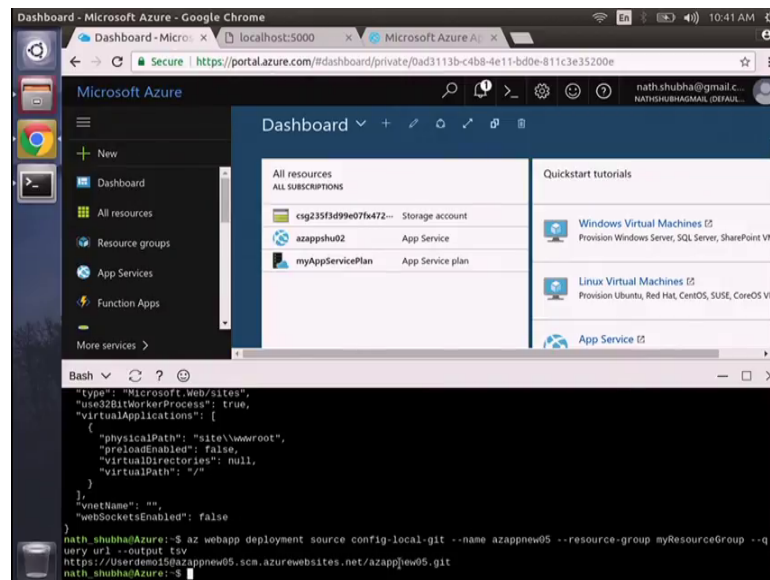 Dashboard - Microsoft Azure - Google Chrome
En
10:41 AM
Dashboard - Micros
localhost:5000
Microsoft Azure Ap
Secure
https://portal.azure.com/#dashboard/private/0ad3113b-c4b8-4e11-bd0e-811c3e35200e
Microsoft Azure
1
nath.shubha@gmail.c...
NATHSHUBHAGMAIL (DEFAUL...
Dashboard
New
Dashboard
All resources
Resource groups
App Services
Function Apps
More services
All resources
ALL SUBSCRIPTIONS
csg235f3d99e07fx472... Storage account
azappshu02 App Service
myAppServicePlan App Service plan
Quickstart tutorials
Windows Virtual Machines
Provision Windows Server, SQL Server, SharePoint VM
Linux Virtual Machines
Provision Ubuntu, Red Hat, CentOS, SUSE, CoreOS VI
App Service
Bash
?
"type": "Microsoft.Web/sites",
"use32BitWorkerProcess": true,
"virtualApplications": [
{
"physicalPath": "site\\wwwroot",
"preloadEnabled": false,
"virtualDirectories": null,
"virtualPath": "/"
}
],
"vnetName": "",
"webSocketsEnabled": false
}
nath_shubha@Azure:~$ az webapp deployment source config-local-git --name azappnew05 --resource-group myResourceGroup --q
uery url --output tsv
https://Userdemo15@azappnew05.scm.azurewebsites.net/azappnew05.git
nath_shubha@Azure:~$